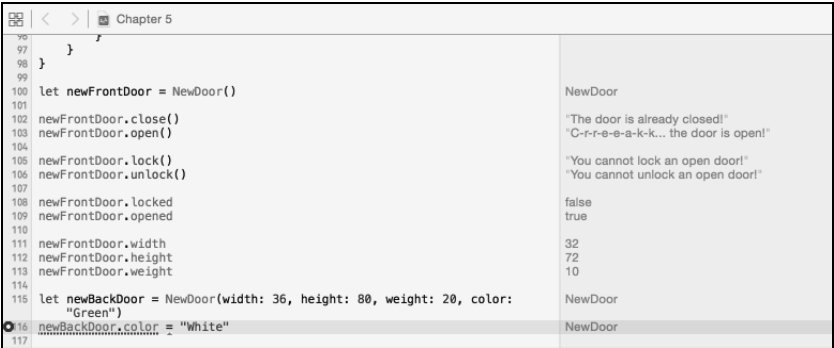 Chapter 5
96 }
97 }
98 }
99
100 let newFrontDoor = NewDoor() NewDoor
101
102 newFrontDoor.close() "The door is already closed!"
103 newFrontDoor.open() "C-r-r-e-e-a-k-k... the door is open!"
104
105 newFrontDoor.lock() "You cannot lock an open door!"
106 newFrontDoor.unlock() "You cannot unlock an open door!"
107
108 newFrontDoor.locked false
109 newFrontDoor.opened true
110
111 newFrontDoor.width 32
112 newFrontDoor.height 72
113 newFrontDoor.weight 10
114
115 let newBackDoor = NewDoor(width: 36, height: 80, weight: 20, color: NewDoor
"Green")
116 newBackDoor.color = "White" NewDoor
117